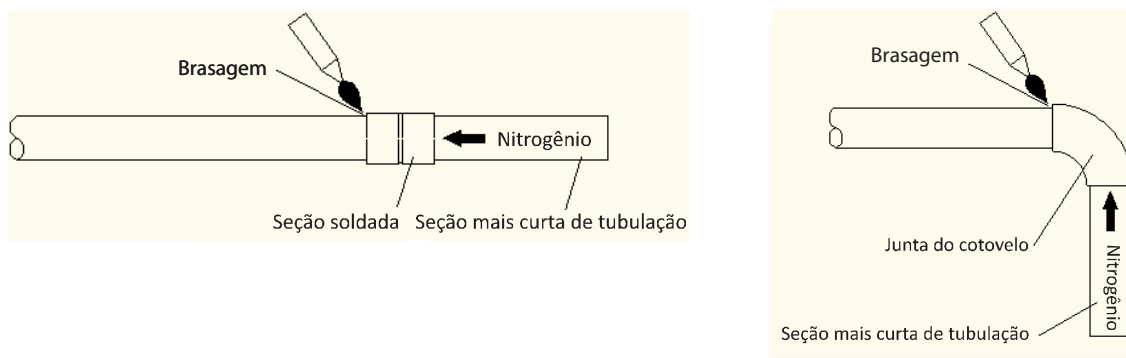 Brasagem
Nitrogênio
Seção soldada
Seção mais curta de tubulação
Brasagem
Junta do cotovelo
Nitrogênio
Seção mais curta de tubulação